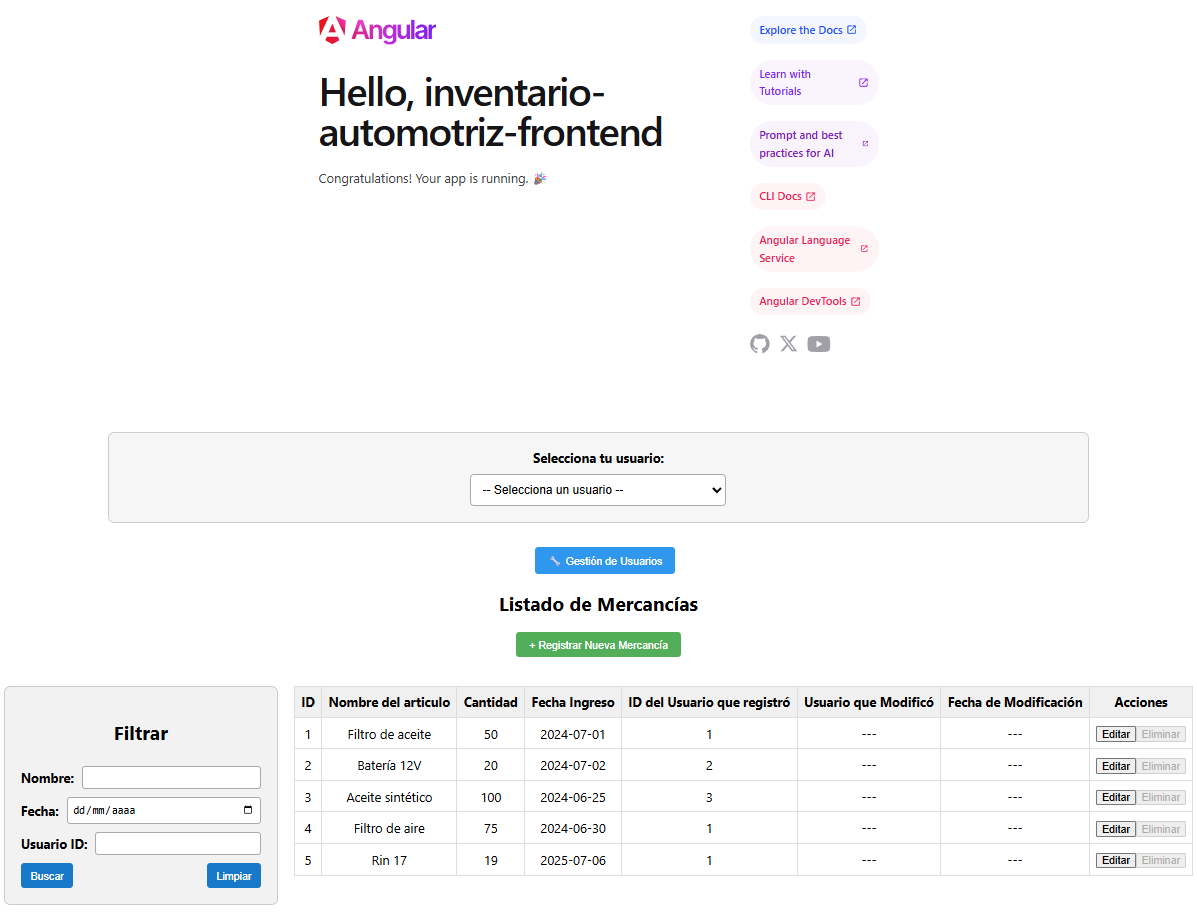 Angular
Hello, inventario-
automotriz-frontend
Congratulations! Your app is running. 🎉
Explore the Docs
Learn with
Tutorials
Prompt and best
practices for AI
CLI Docs
Angular Language
Service
Angular DevTools
Selecciona tu usuario:
-- Selecciona un usuario --
🔧 Gestión de Usuarios
Listado de Mercancías
+ Registrar Nueva Mercancía
Filtrar
Nombre:
Fecha: dd/mm/aaaa
Usuario ID:
Buscar Limpiar
ID Nombre del articulo Cantidad Fecha Ingreso ID del Usuario que registró Usuario que Modificó Fecha de Modificación Acciones
1 Filtro de aceite 50 2024-07-01 1 --- --- Editar Eliminar
2 Batería 12V 20 2024-07-02 2 --- --- Editar Eliminar
3 Aceite sintético 100 2024-06-25 3 --- --- Editar Eliminar
4 Filtro de aire 75 2024-06-30 1 --- --- Editar Eliminar
5 Rin 17 19 2025-07-06 1 --- --- Editar Eliminar